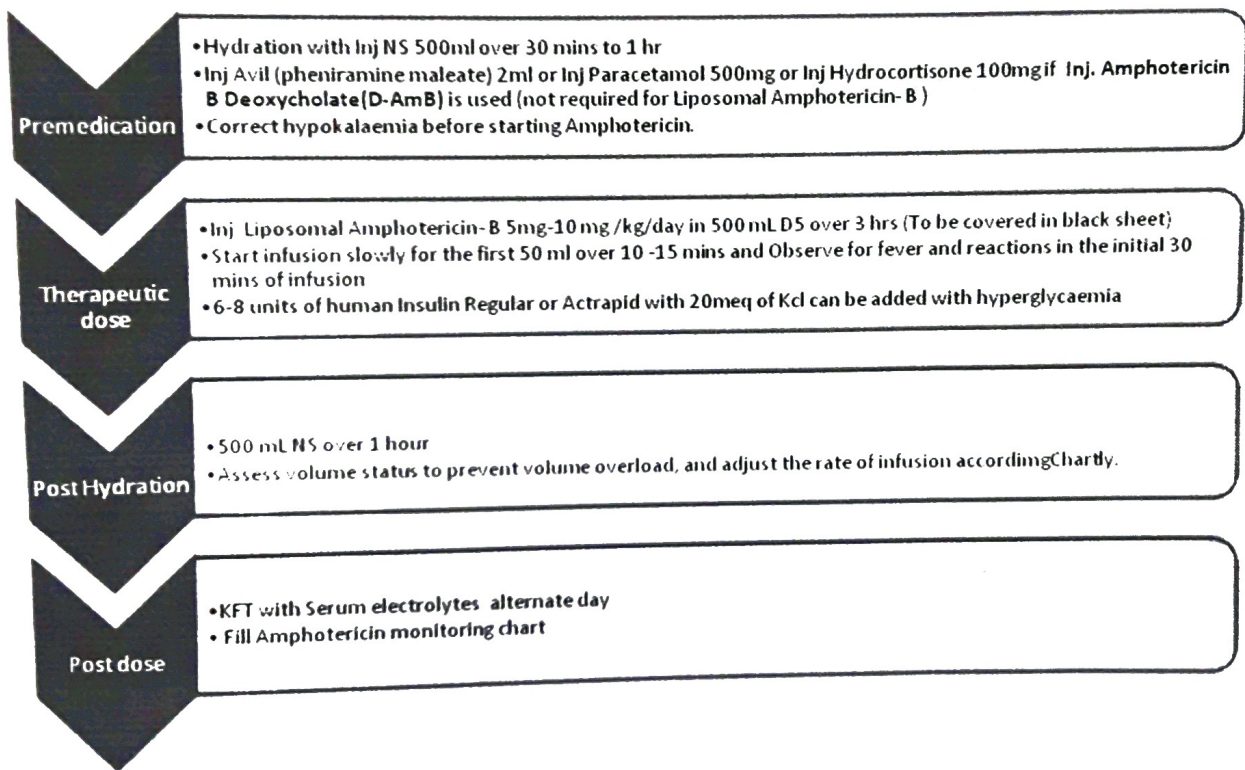 Premedication
•Hydration with Inj NS 500ml over 30 mins to 1 hr
•Inj Avil (pheniramine maleate) 2ml or Inj Paracetamol 500mg or Inj Hydrocortisone 100mg if Inj. Amphotericin
B Deoxycholate(D-AmB) is used (not required for Liposomal Amphotericin- B )
•Correct hypokalaemia before starting Amphotericin.
Therapeutic
dose
•Inj Liposomal Amphotericin- B 5mg-10 mg /kg/day in 500 mL D5 over 3 hrs (To be covered in black sheet)
•Start infusion slowly for the first 50 ml over 10 -15 mins and Observe for fever and reactions in the initial 30
mins of infusion
•6-8 units of human Insulin Regular or Actrapid with 20meq of Kcl can be added with hyperglycaemia
Post Hydration
•500 mL NS over 1 hour
•Assess volume status to prevent volume overload, and adjust the rate of infusion accordimgChartly.
Post dose
•KFT with Serum electrolytes alternate day
• Fill Amphotericin monitoring chart